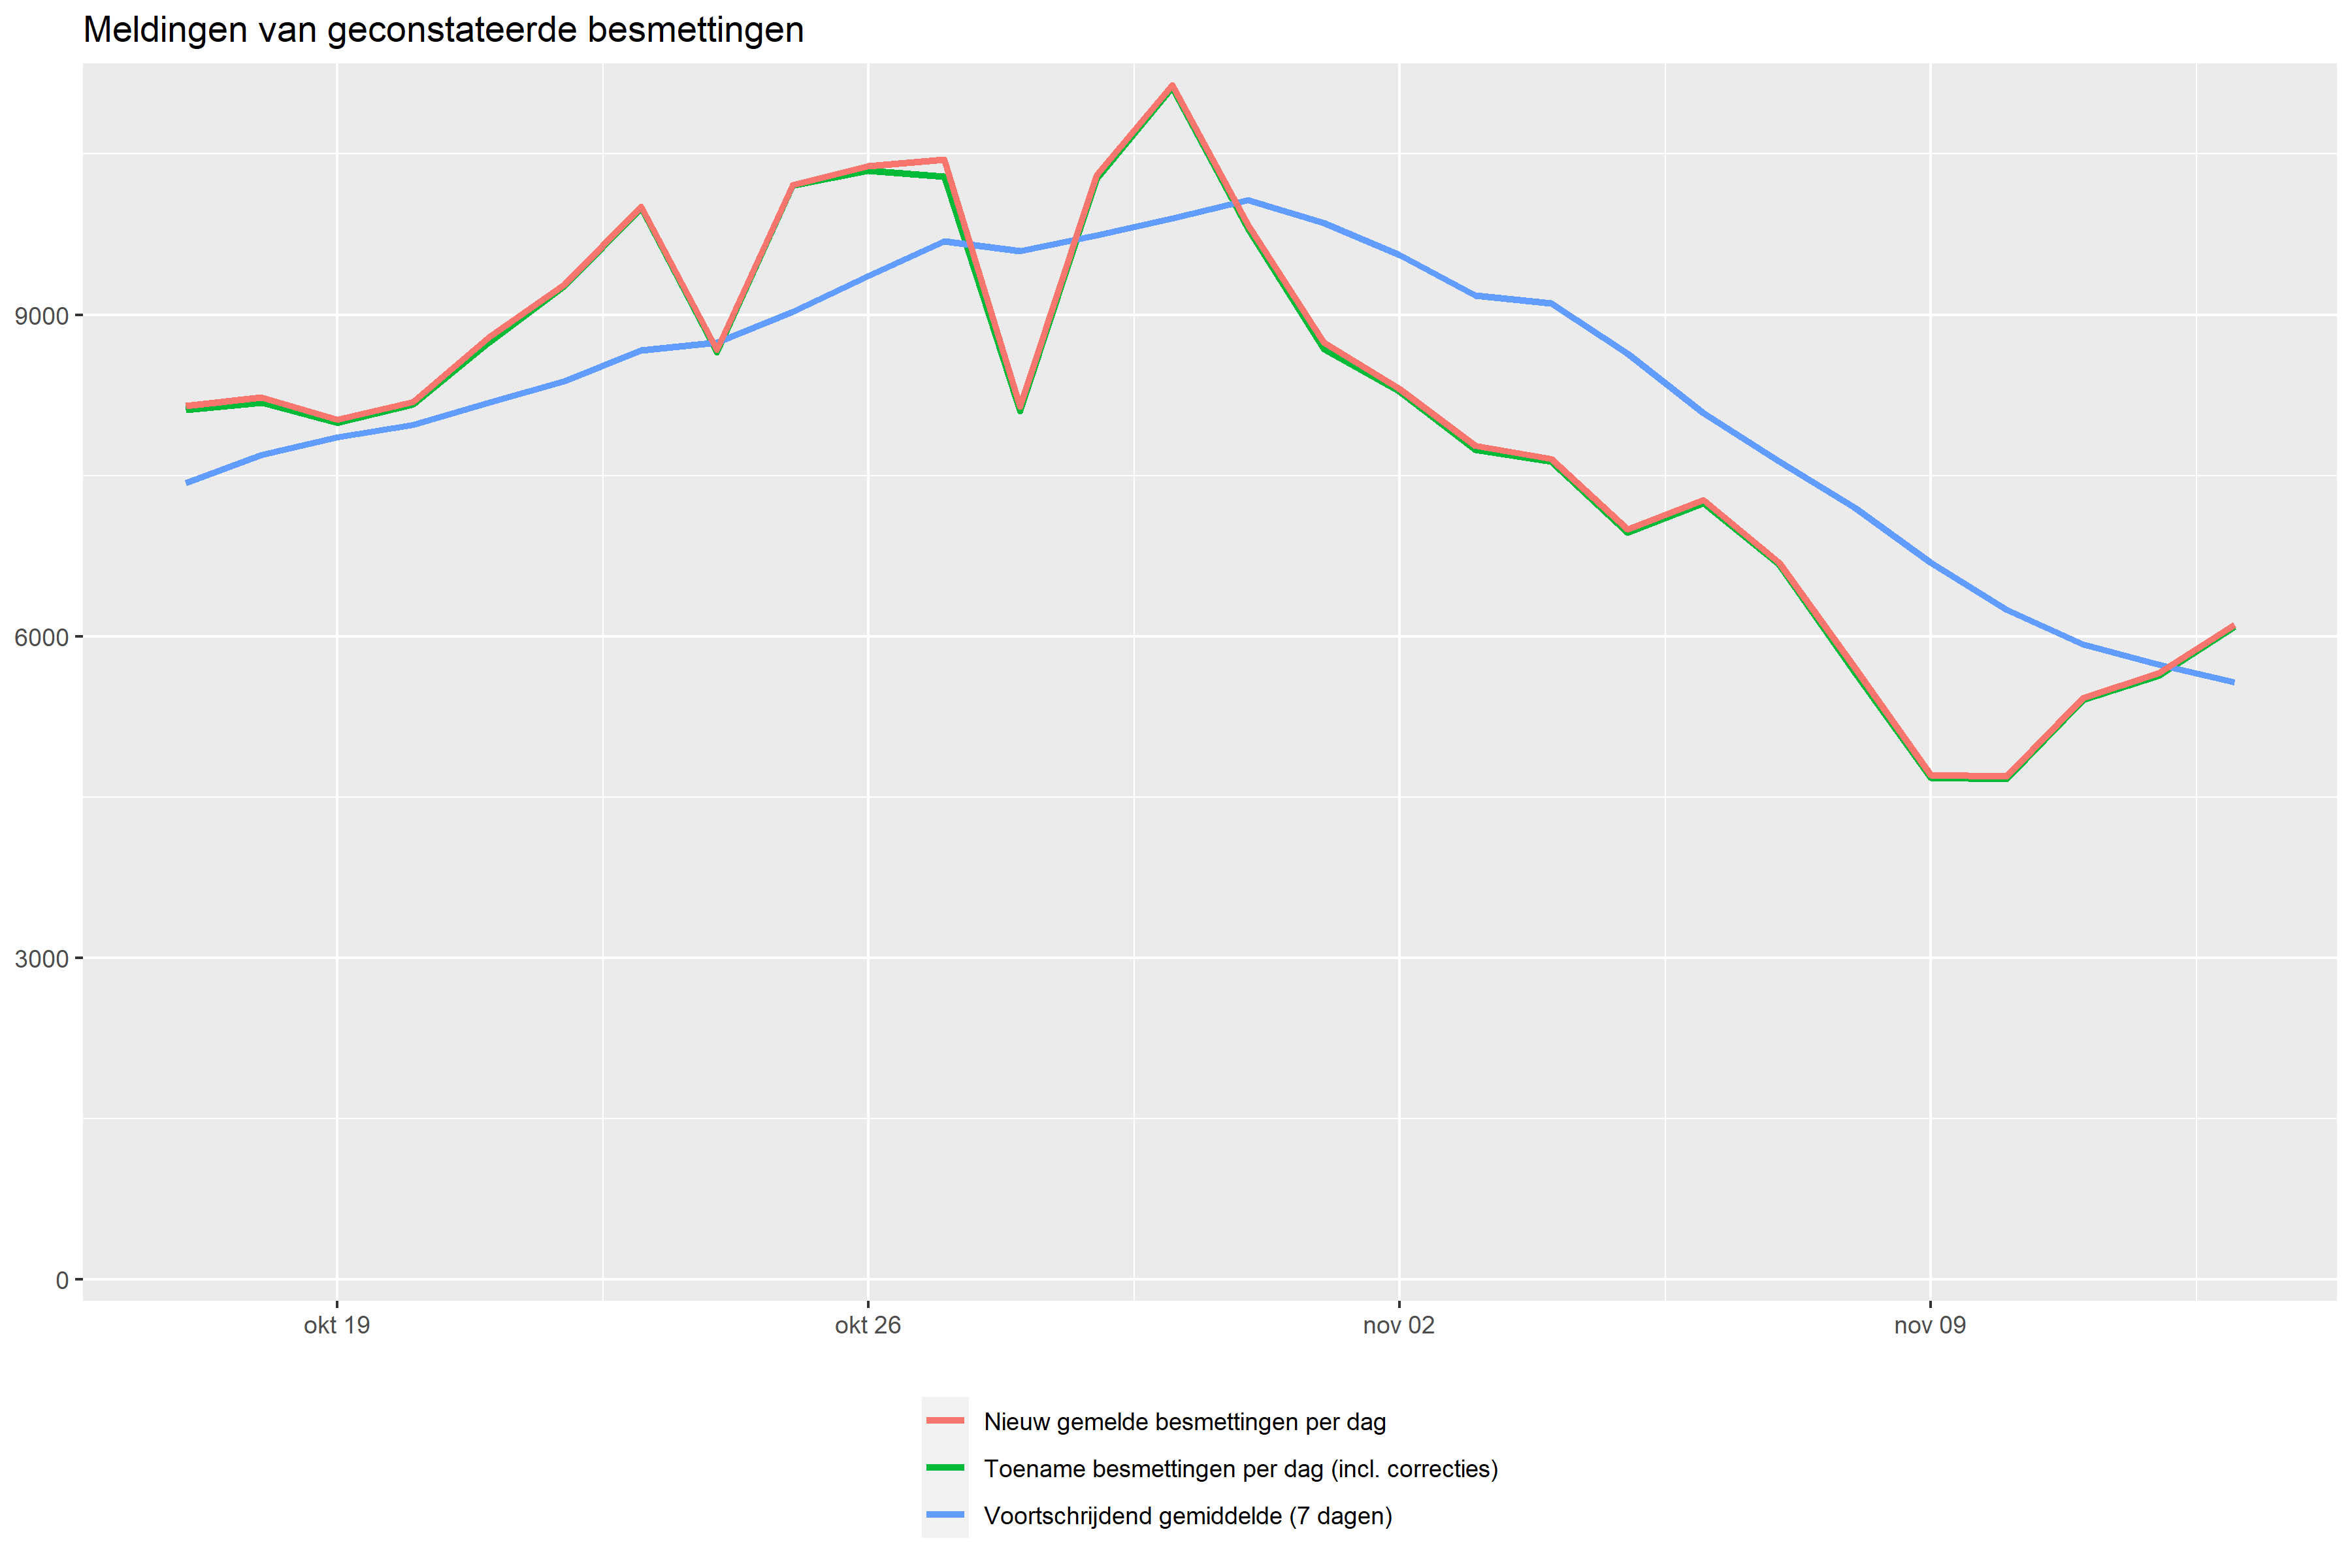 Meldingen van geconstateerde besmettingen
9000
6000
3000
0
okt 19 okt 26 nov 02 nov 09
Nieuw gemelde besmettingen per dag
Toename besmettingen per dag (incl. correcties)
Voortschrijdend gemiddelde (7 dagen)